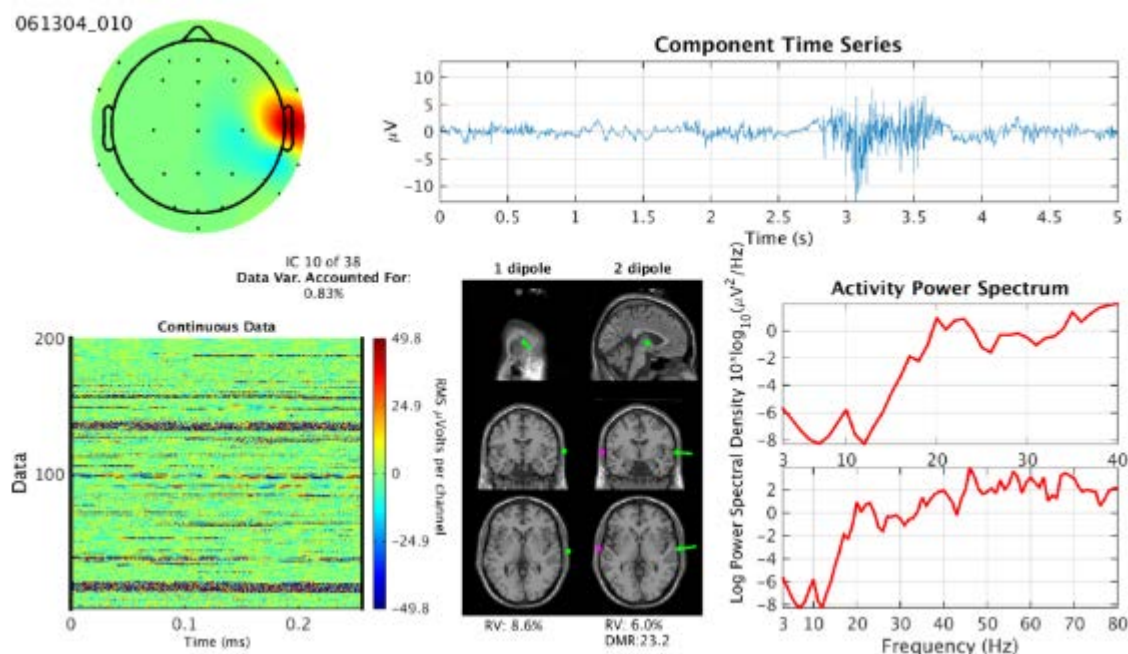 061304_010
Component Time Series
10
5
0
-5
-10
µV
0 0.5 1 1.5 2 2.5 3 3.5 4 4.5 5
Time (s)
IC 10 of 38
Data Var. Accounted For:
0.83%
Continuous Data
200
100
Data
0 0.1 0.2
Time (ms)
49.8
24.9
0
-24.9
-49.8
RMS µVolts per channel
1 dipole 2 dipole
RV: 8.6% RV: 6.0%
DMR:23.2
Activity Power Spectrum
0
-2
-4
-6
-8
3 10 20 30 40
2
0
-2
-4
-6
-8
3 10 20 30 40 50 60 70 80
Frequency (Hz)
Log Power Spectral Density 10*log10(µV2/Hz)